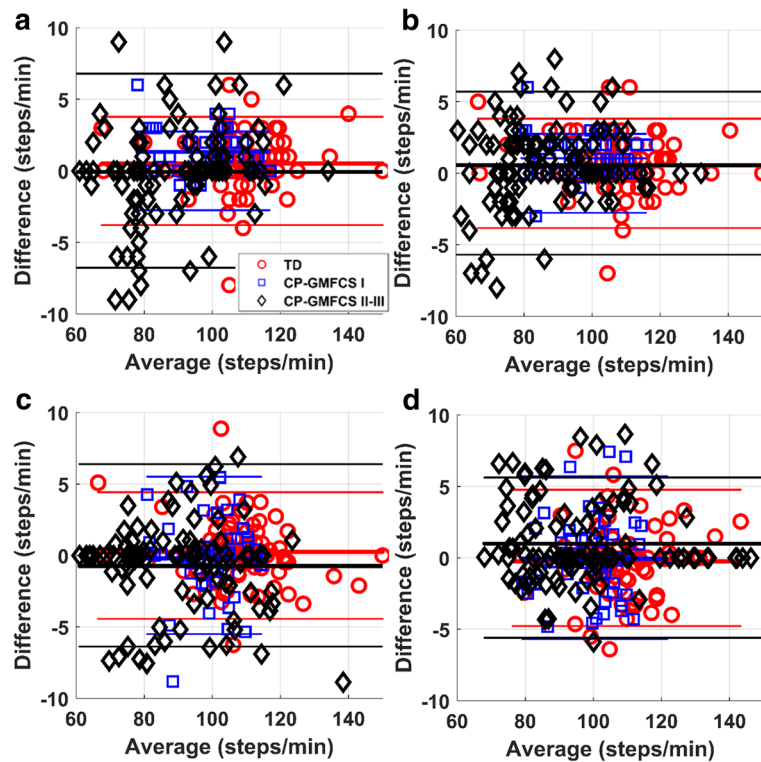 a
b
Difference (steps/min)
10
5
0
-5
-10
60
80
100
120
140
Average (steps/min)
TD
CP-GMFCS I
CP-GMFCS II-III
Difference (steps/min)
10
5
0
-5
-10
60
80
100
120
140
Average (steps/min)
c
d
Difference (steps/min)
10
5
0
-5
-10
60
80
100
120
140
Average (steps/min)
Difference (steps/min)
10
5
0
-5
-10
60
80
100
120
140
Average (steps/min)